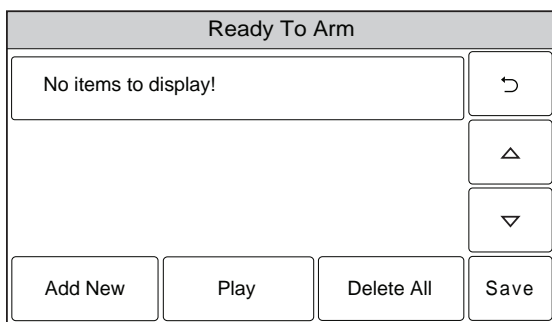 Ready To Arm
No items to display!
Add New
Play
Delete All
Save